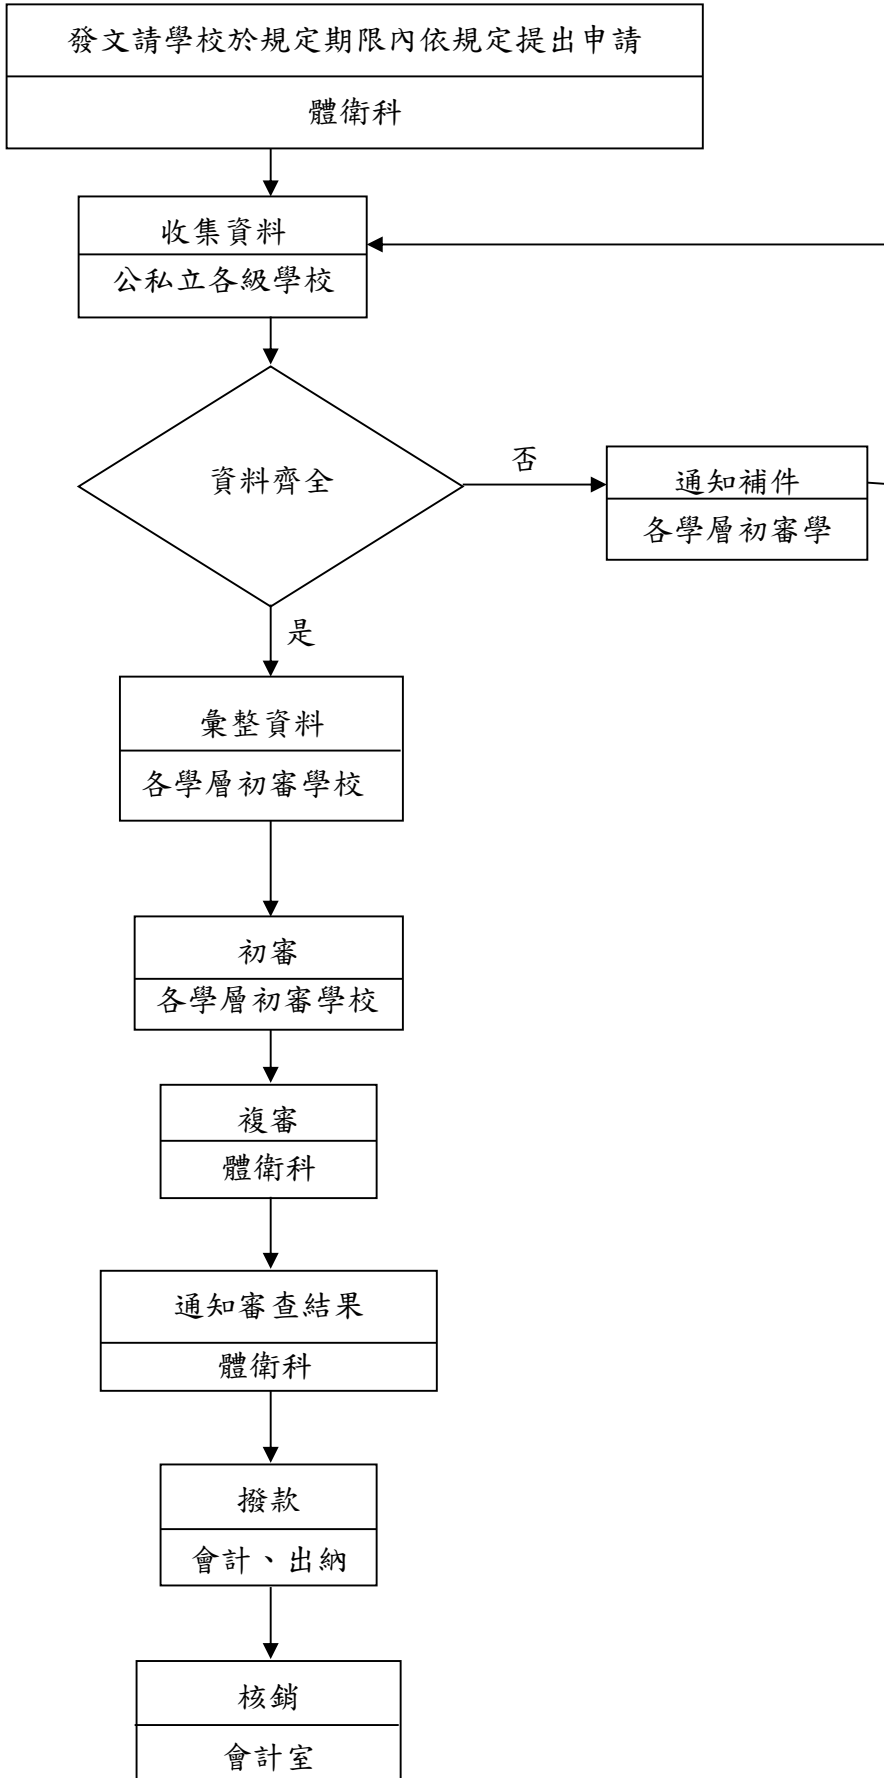 發文請學校於規定期限內依規定提出申請
體衛科
收集資料
公私立各級學校
資料齊全
否
通知補件
各學層初審學
是
彙整資料
各學層初審學校
初審
各學層初審學校
複審
體衛科
通知審查結果
體衛科
撥款
會計、出納
核銷
會計室